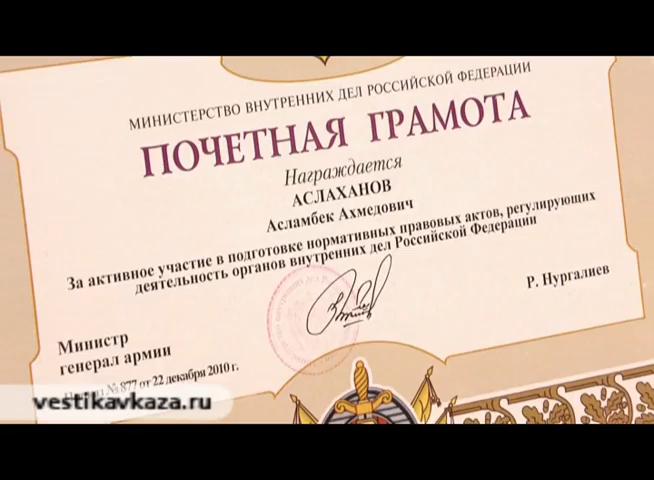 МИНИСТЕРСТВО ВНУТРЕННИХ ДЕЛ РОССИЙСКОЙ ФЕДЕРАЦИИ
ПОЧЕТНАЯ ГРАМОТА
Награждается
АСЛАХАНОВ
Асламбек Ахмедович
За активное участие в подготовке нормативных правовых актов, регулирующих
деятельность органов внутренних дел Российской Федерации
Министр
генерал армии
Р. Нургалиев
№ 877 от 22 декабря 2010 г.
vestikavkaza.ru